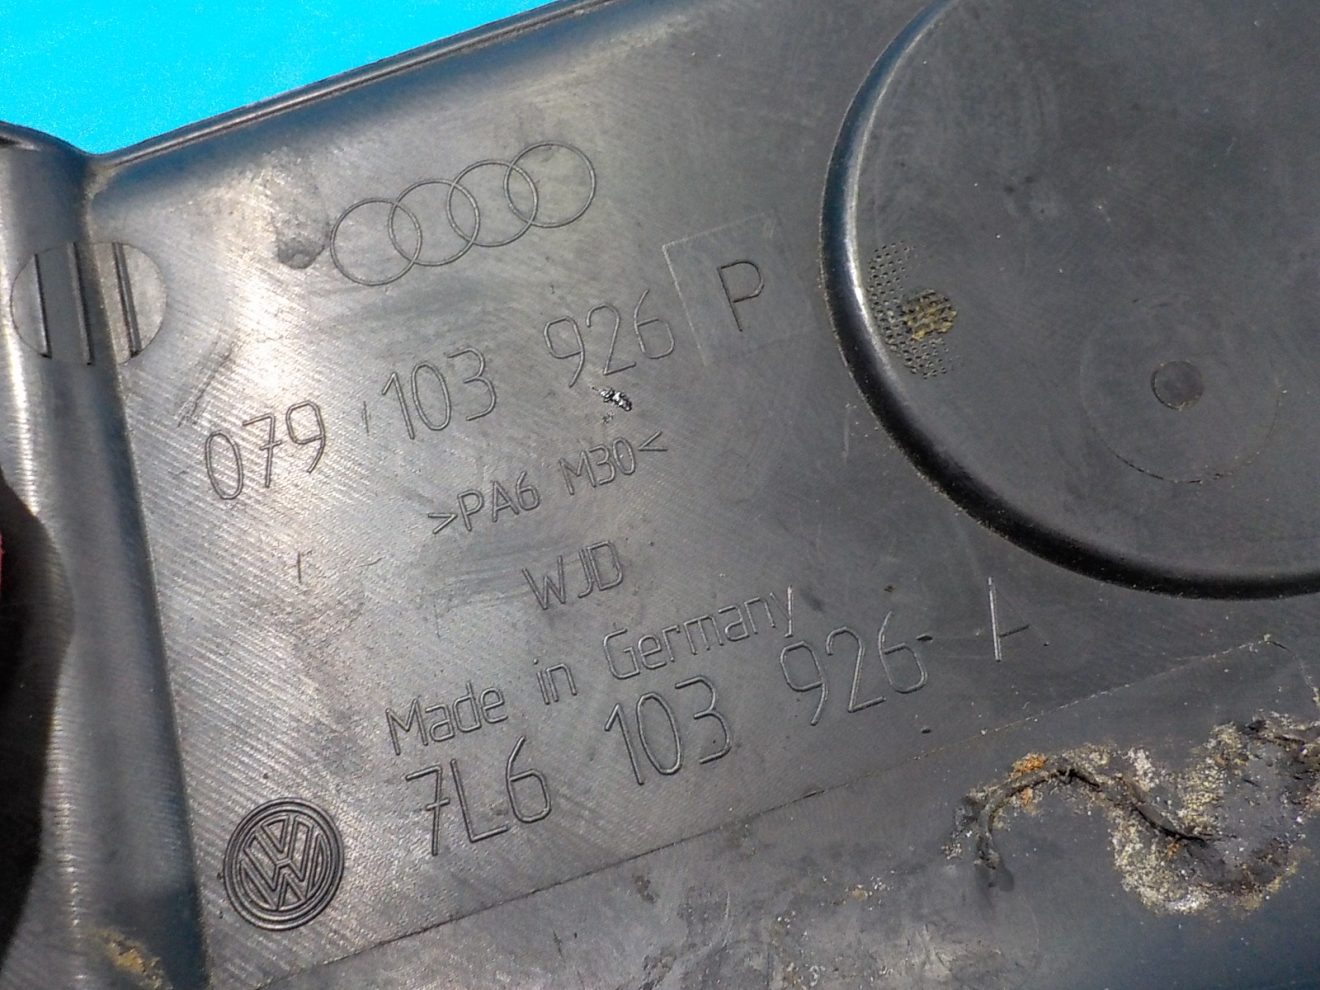 079 103 926 P
>PA6 M30<
WJD
Made in Germany
7L6 103 926 A